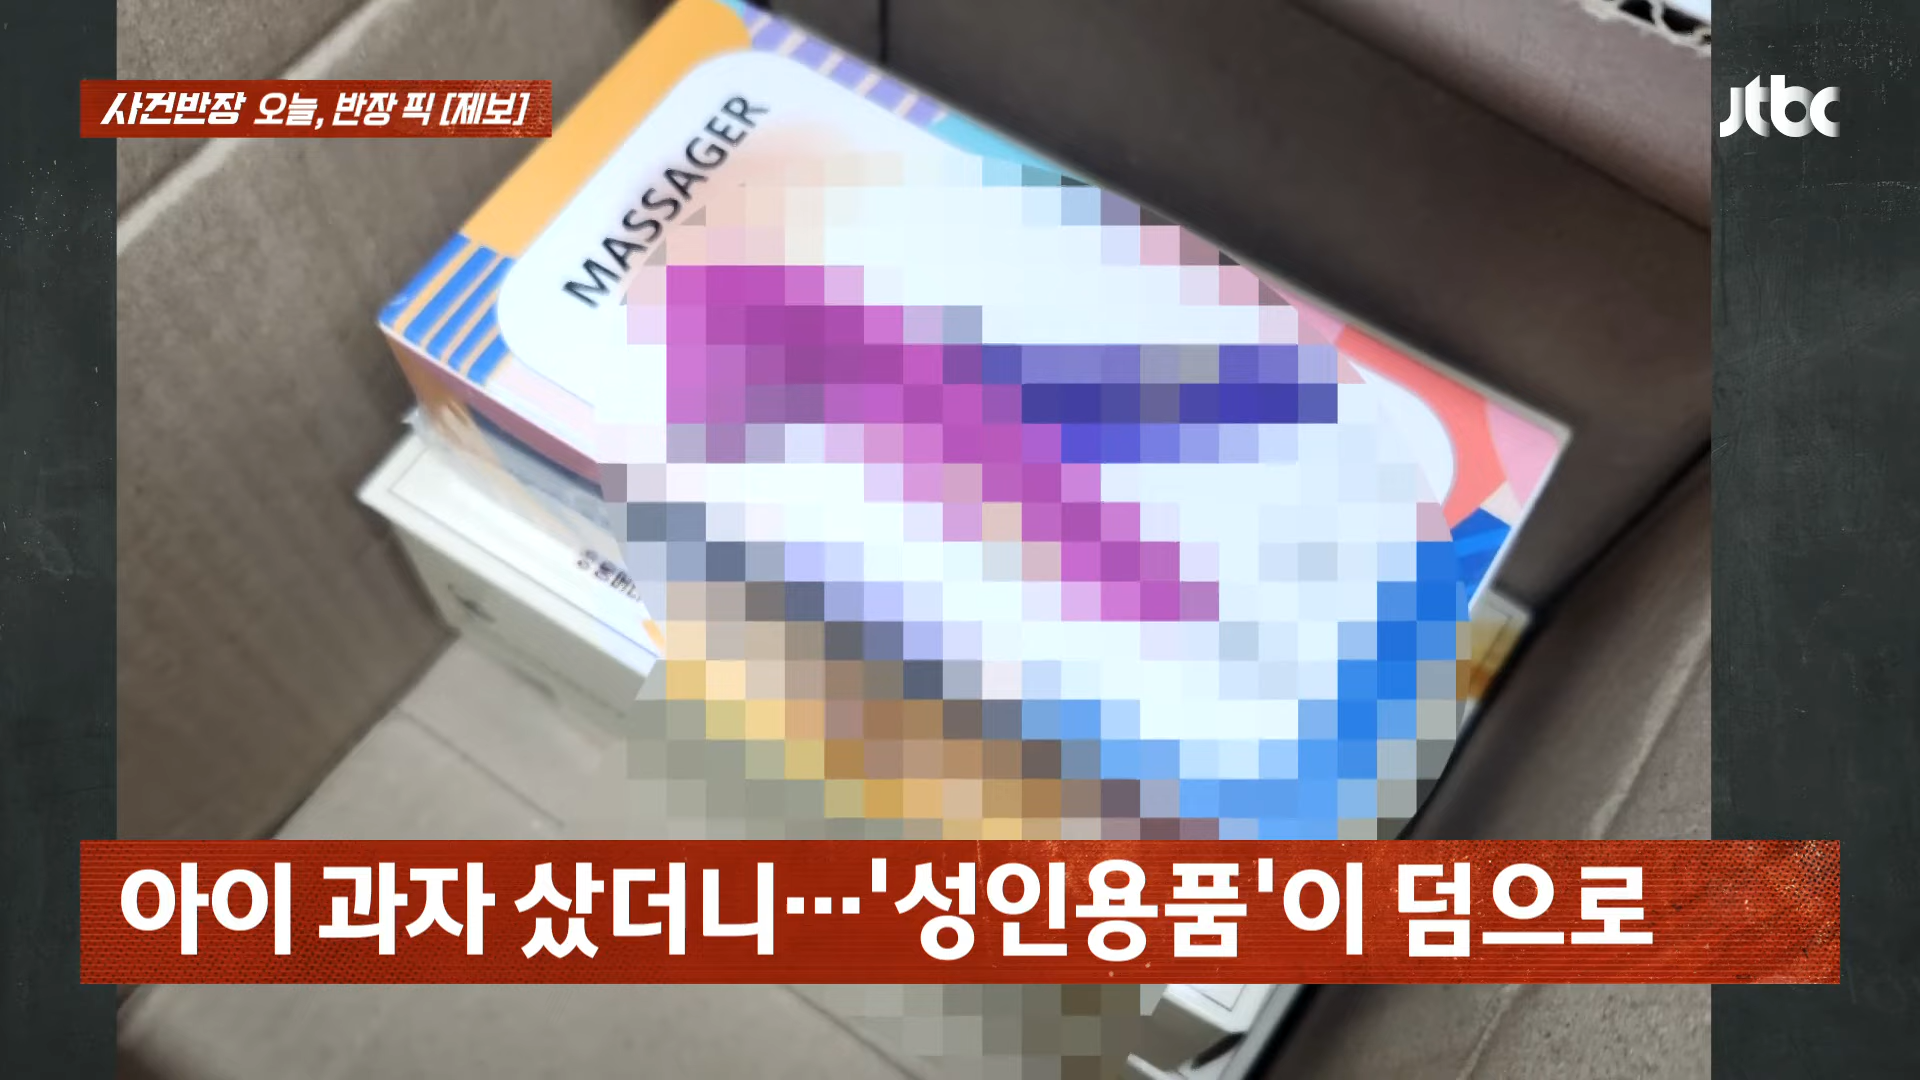 사건반장 오늘, 반장 픽 [제보]
jtbc
MASSAGER
아이 과자 샀더니…'성인용품'이 덤으로